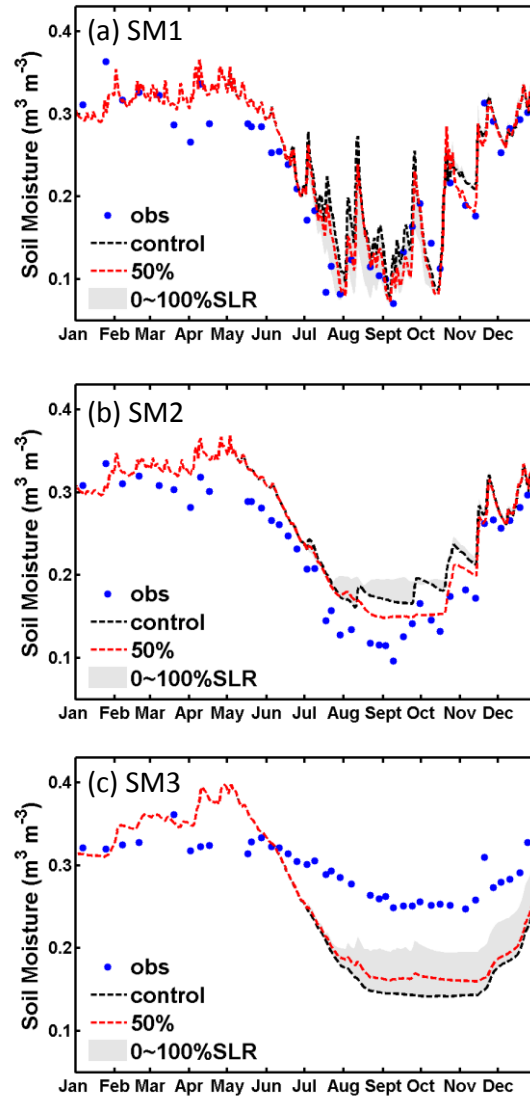 (a) SM1
Soil Moisture (m³ m⁻³)
0.4
0.3
0.2
0.1
obs
control
50%
0~100%SLR
Jan Feb Mar Apr May Jun Jul Aug Sept Oct Nov Dec
(b) SM2
Soil Moisture (m³ m⁻³)
0.4
0.3
0.2
0.1
obs
control
50%
0~100%SLR
Jan Feb Mar Apr May Jun Jul Aug Sept Oct Nov Dec
(c) SM3
Soil Moisture (m³ m⁻³)
0.4
0.3
0.2
0.1
obs
control
50%
0~100%SLR
Jan Feb Mar Apr May Jun Jul Aug Sept Oct Nov Dec